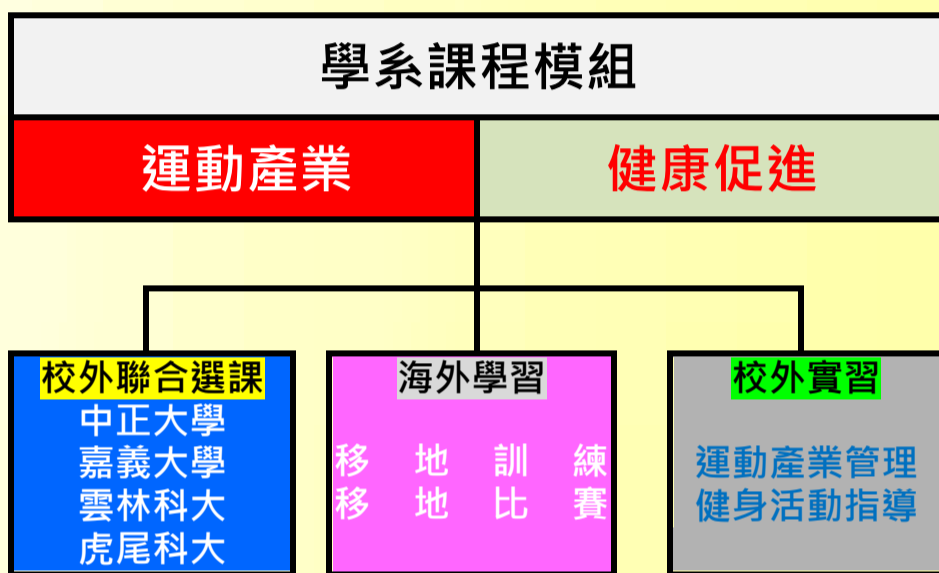 學系課程模組
運動產業
健康促進
校外聯合選課
中正大學
嘉義大學
雲林科大
虎尾科大
海外學習
移地訓練
移地比賽
校外實習
運動產業管理
健身活動指導